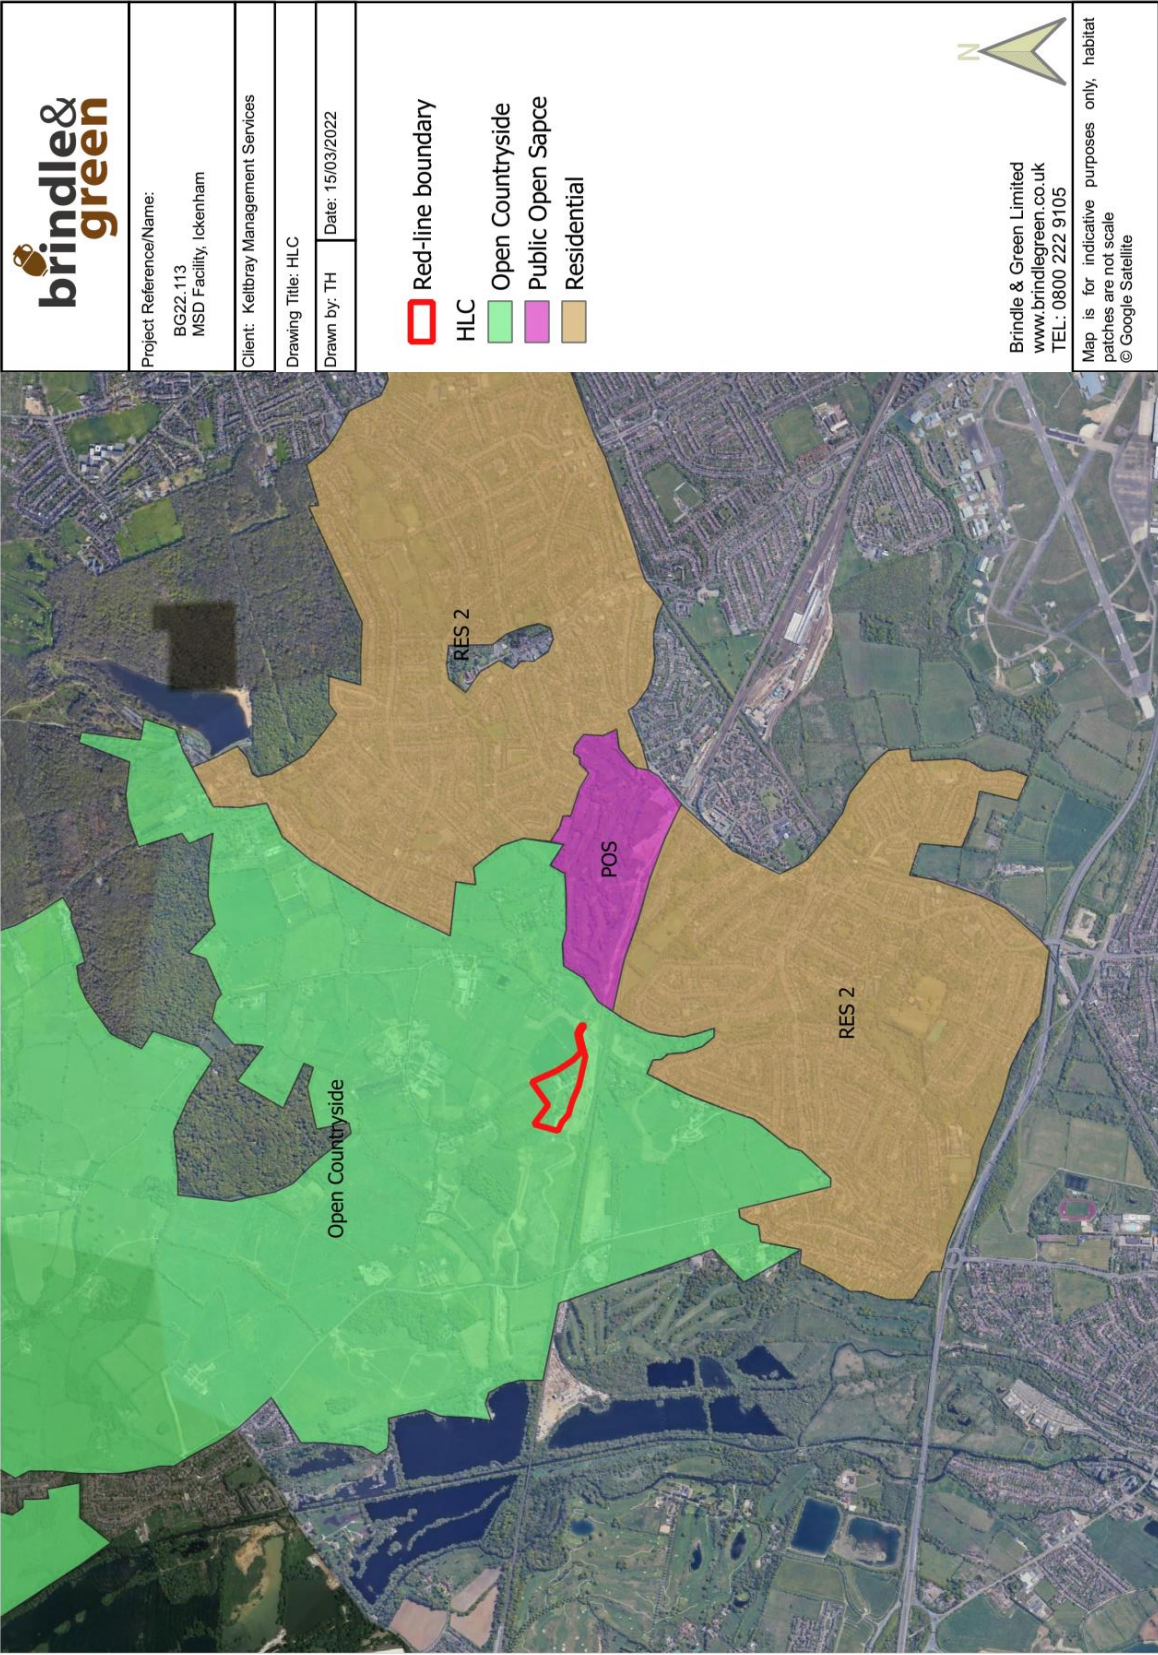 brindle&
green
Project Reference/Name:
BG22.113
MSD Facility, Ickenham
Client: Keltbray Management Services
Drawing Title: HLC
Drawn by: TH
Date: 15/03/2022
Red-line boundary
HLC
Open Countryside
Public Open Sapce
Residential
N
Brindle & Green Limited
www.brindlegreen.co.uk
TEL: 0800 222 9105
Map is for indicative purposes only, habitat
patches are not scale
© Google Satellite
Open Countryside
RES 2
POS
RES 2